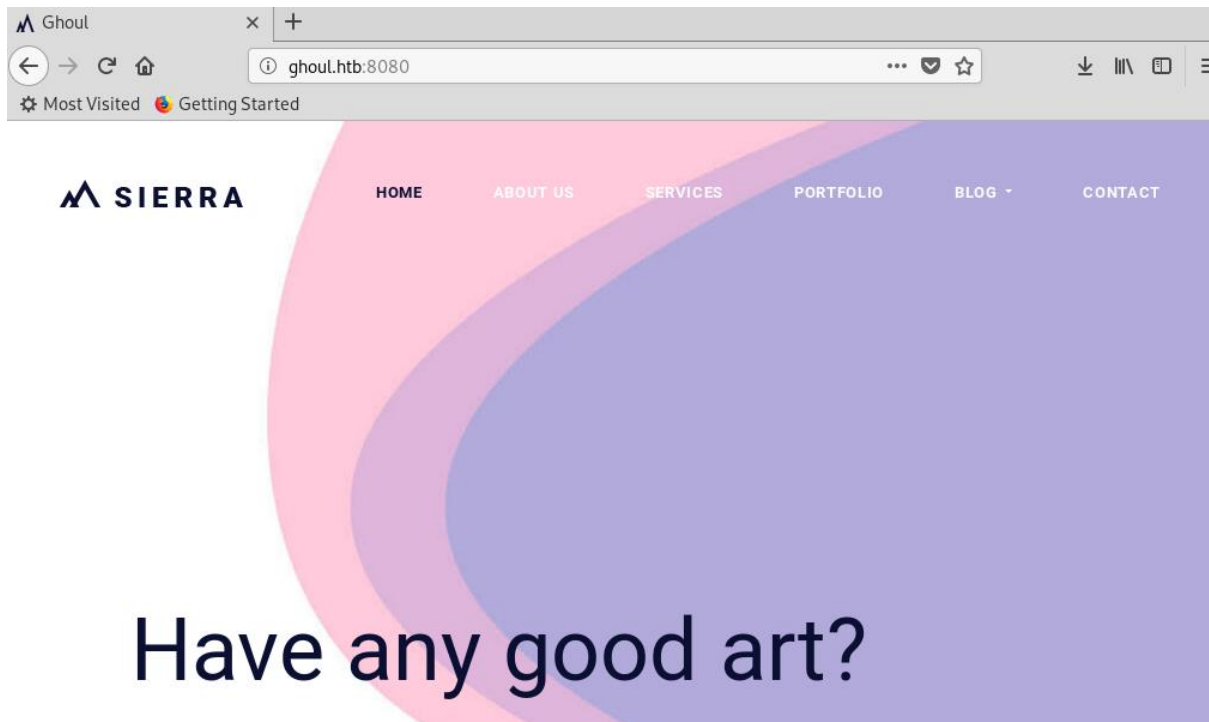 Ghoul
ghoul.htb:8080
Most Visited Getting Started
SIERRA HOME ABOUT US SERVICES PORTFOLIO BLOG CONTACT
Have any good art?